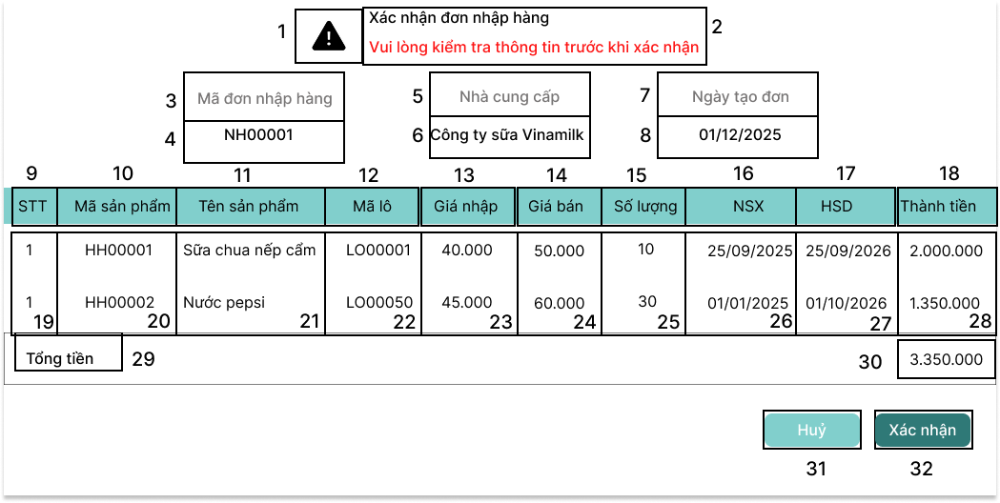 1 Xác nhận đơn nhập hàng 2
Vui lòng kiểm tra thông tin trước khi xác nhận
3 Mã đơn nhập hàng 5 Nhà cung cấp 7 Ngày tạo đơn
4 NH00001 6 Công ty sữa Vinamilk 8 01/12/2025
9 10 11 12 13 14 15 16 17 18
STT Mã sản phẩm Tên sản phẩm Mã lô Giá nhập Giá bán Số lượng NSX HSD Thành tiền
1 HH00001 Sữa chua nếp cẩm LO00001 40.000 50.000 10 25/09/2025 25/09/2026 2.000.000
1 HH00002 Nước pepsi LO00050 45.000 60.000 30 01/01/2025 01/10/2026 1.350.000
19 20 21 22 23 24 25 26 27 28
Tổng tiền 29 30 3.350.000
Huỷ Xác nhận
31 32